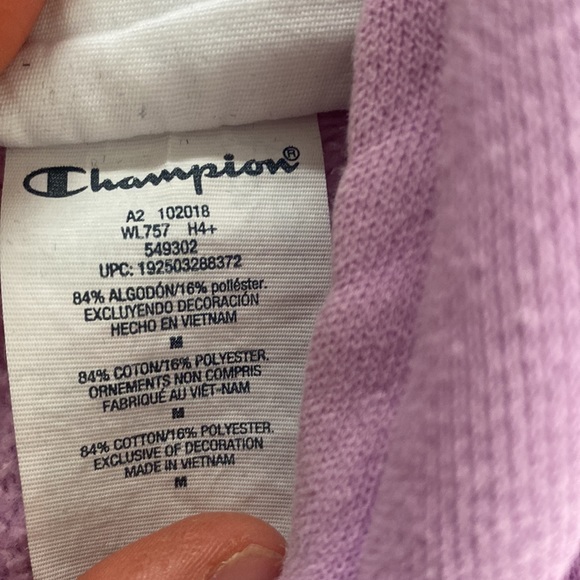 Champion®
A2 102018
WL757 H4+
549302
UPC: 192503288372
84% ALGODÓN/16% poliéster.
EXCLUYENDO DECORACIÓN
HECHO EN VIETNAM
M
84% COTON/16% POLYESTER.
ORNEMENTS NON COMPRIS
FABRIQUÉ AU VIÊT-NAM
M
84% COTTON/16% POLYESTER.
EXCLUSIVE OF DECORATION
MADE IN VIETNAM
M